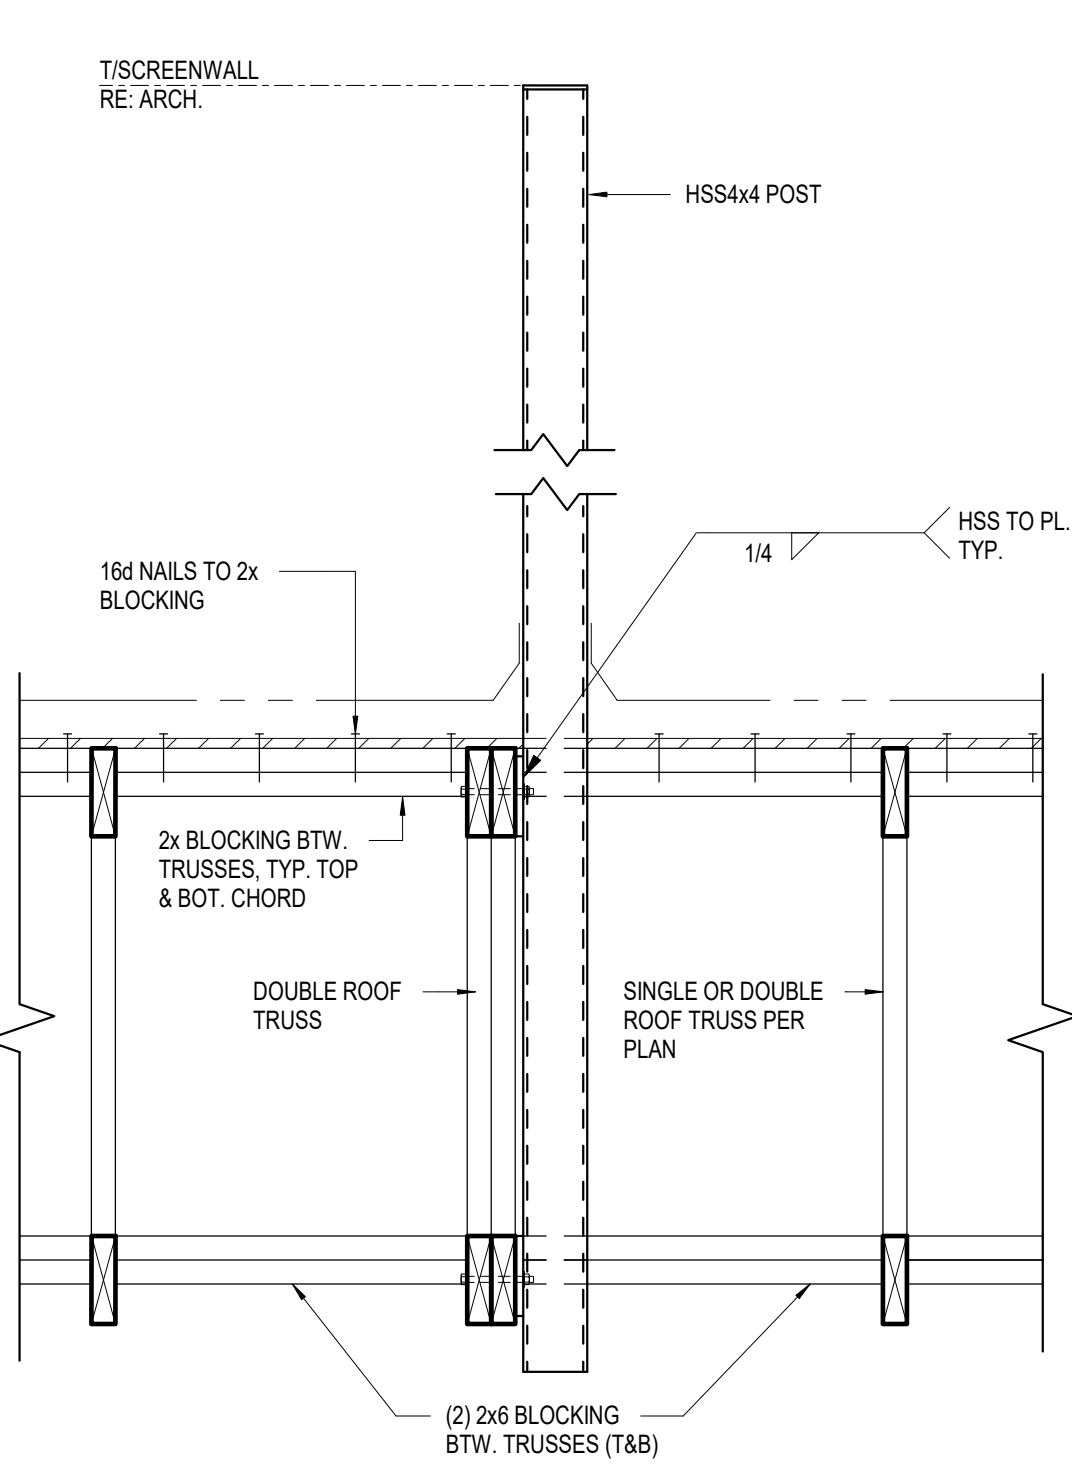 T/SCREENWALL
RE: ARCH.
HSS4x4 POST
HSS TO PL.
TYP.
1/4
16d NAILS TO 2x
BLOCKING
2x BLOCKING BTW.
TRUSSES, TYP. TOP
& BOT. CHORD
DOUBLE ROOF
TRUSS
SINGLE OR DOUBLE
ROOF TRUSS PER
PLAN
(2) 2x6 BLOCKING
BTW. TRUSSES (T&B)